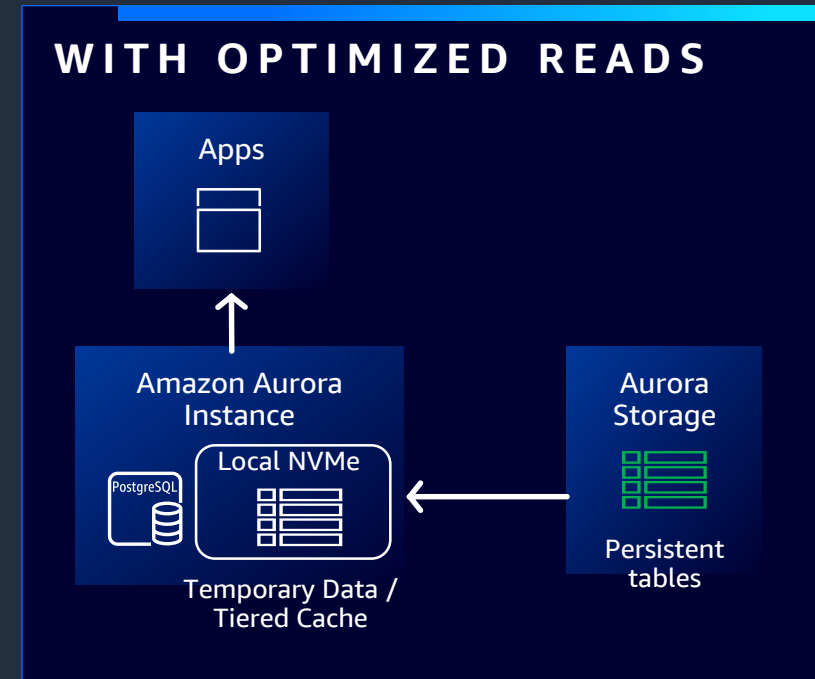 WITH OPTIMIZED READS
Apps
Amazon Aurora
Instance
Local NVMe
PostgreSQL
Temporary Data /
Tiered Cache
Aurora
Storage
Persistent
tables